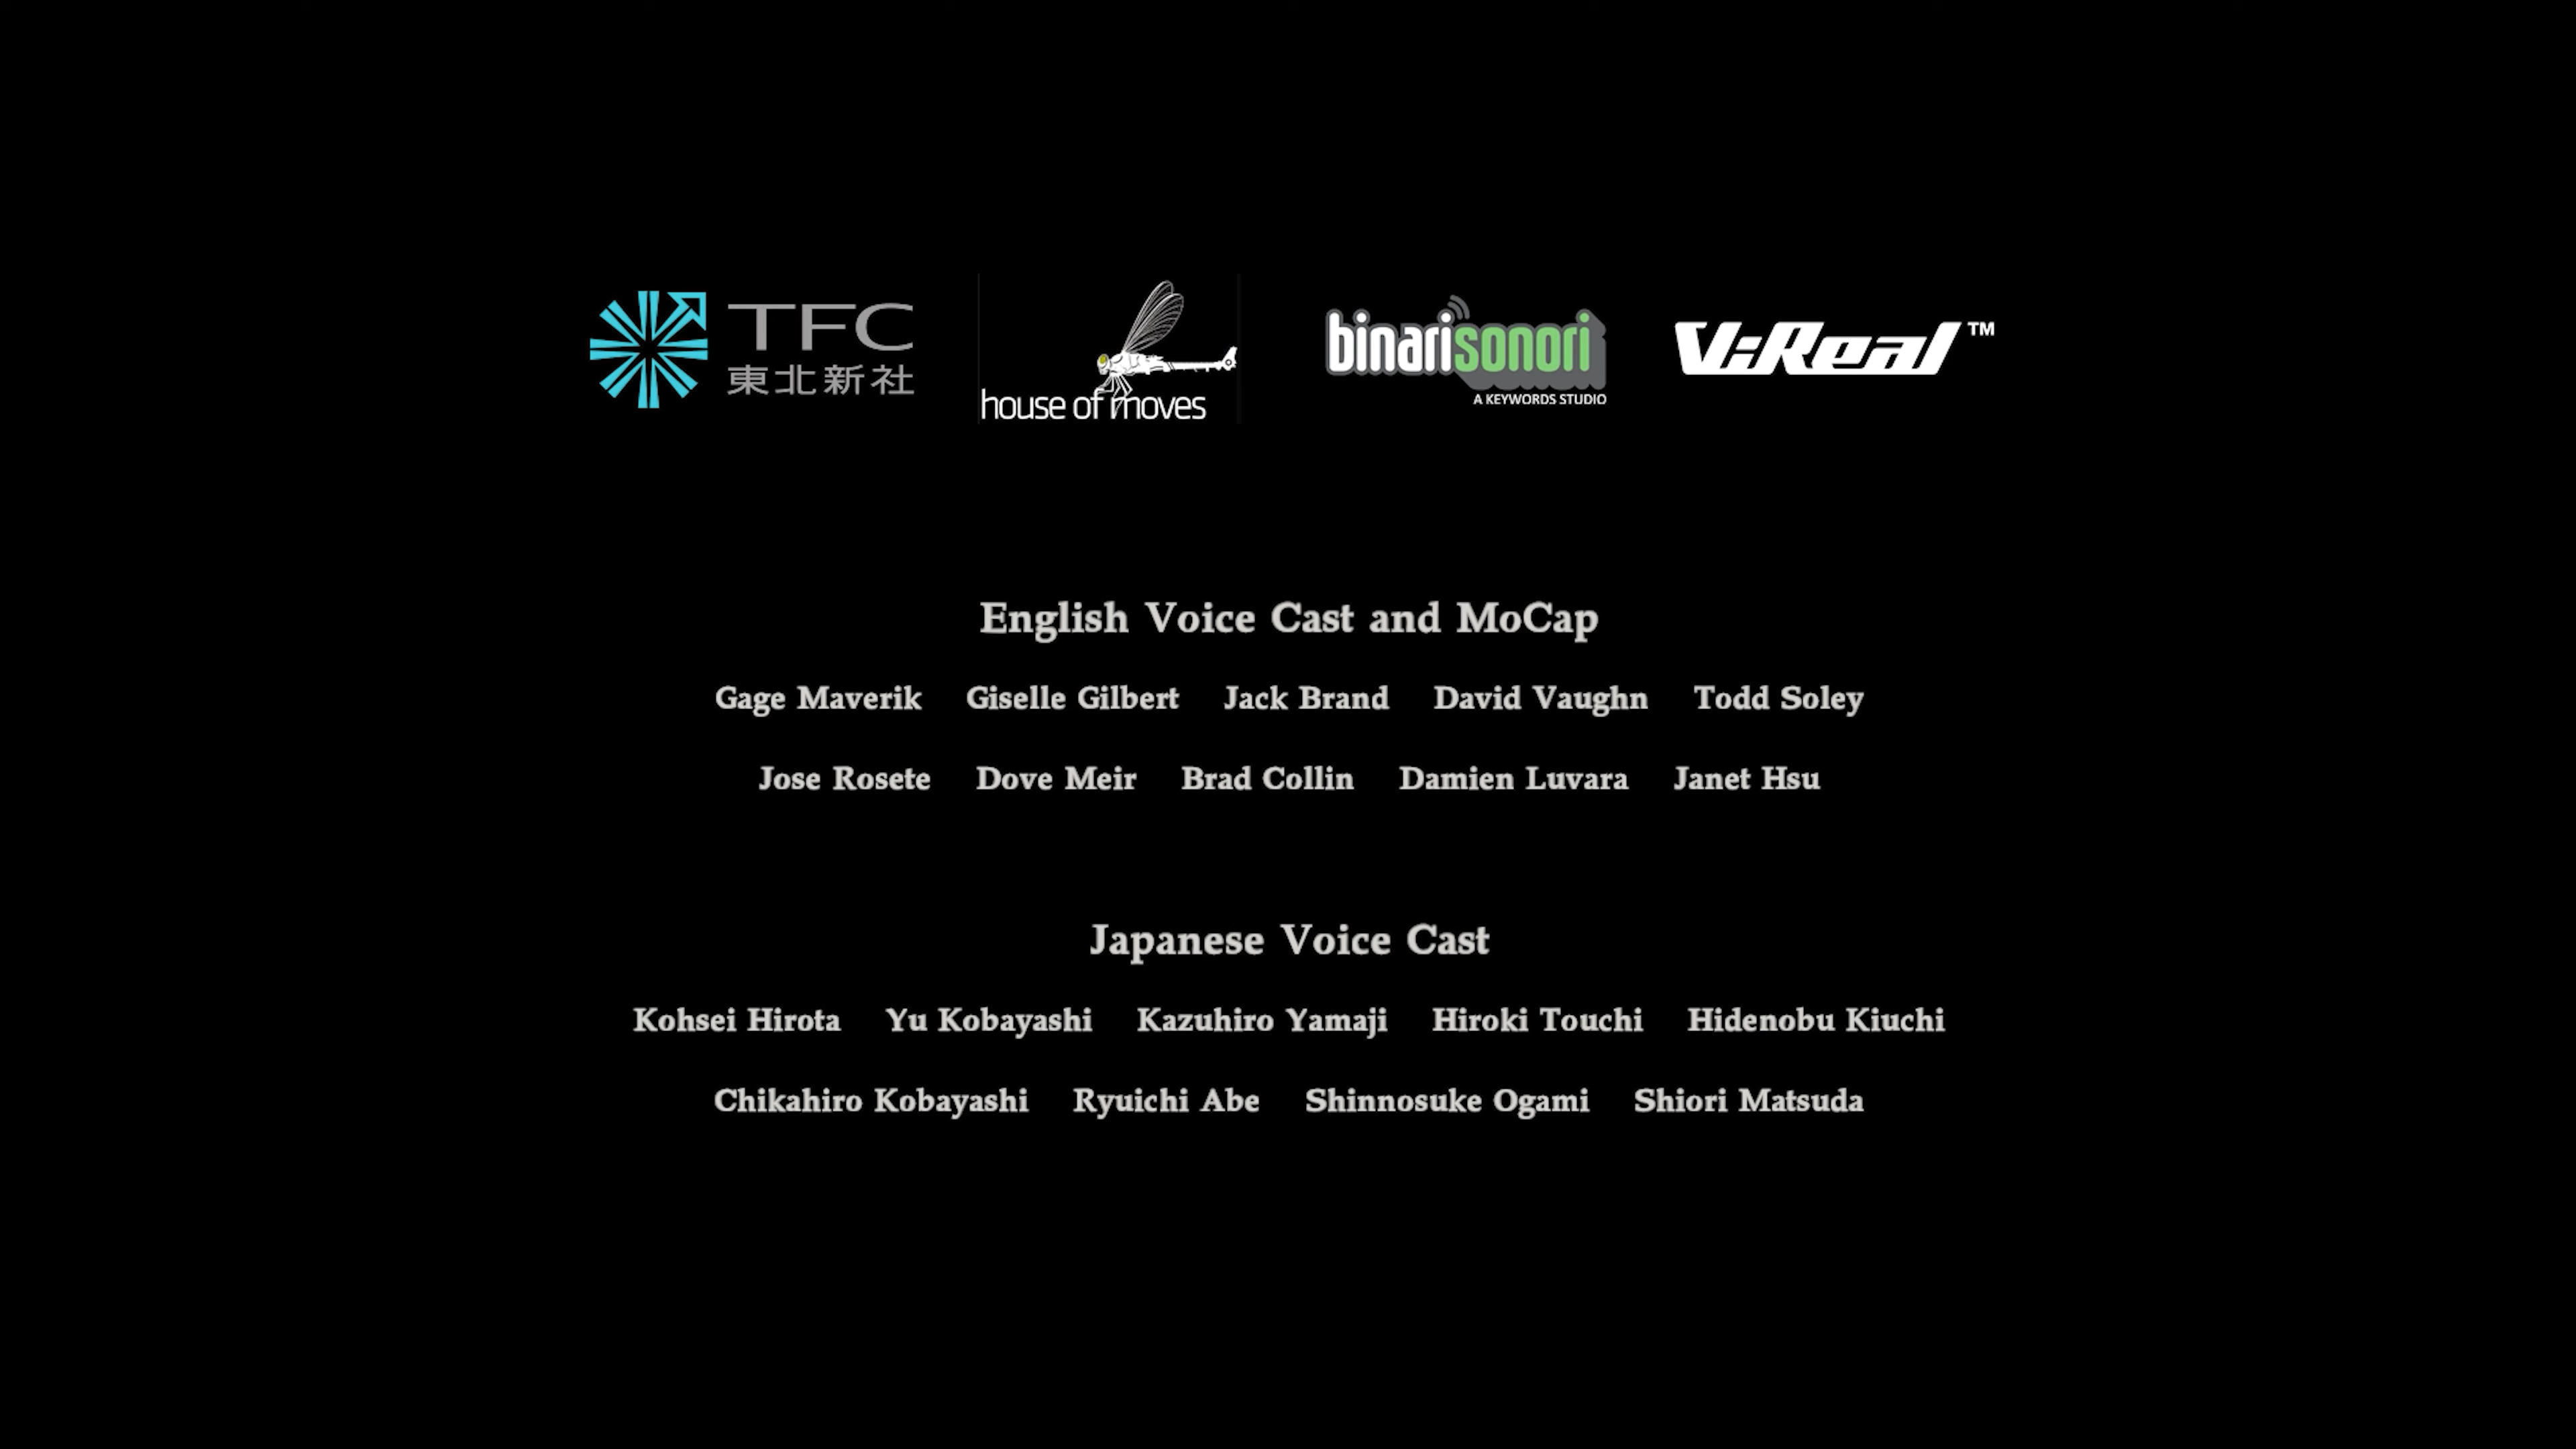 TFC
東北新社
house of moves
binarisonori
A KEYWORDS STUDIO
ViReal™
English Voice Cast and MoCap
Gage Maverik Giselle Gilbert Jack Brand David Vaughn Todd Soley
Jose Rosete Dove Meir Brad Collin Damien Luvara Janet Hsu
Japanese Voice Cast
Kohsei Hirota Yu Kobayashi Kazuhiro Yamaji Hiroki Touchi Hidenobu Kiuchi
Chikahiro Kobayashi Ryuichi Abe Shinnosuke Ogami Shiori Matsuda